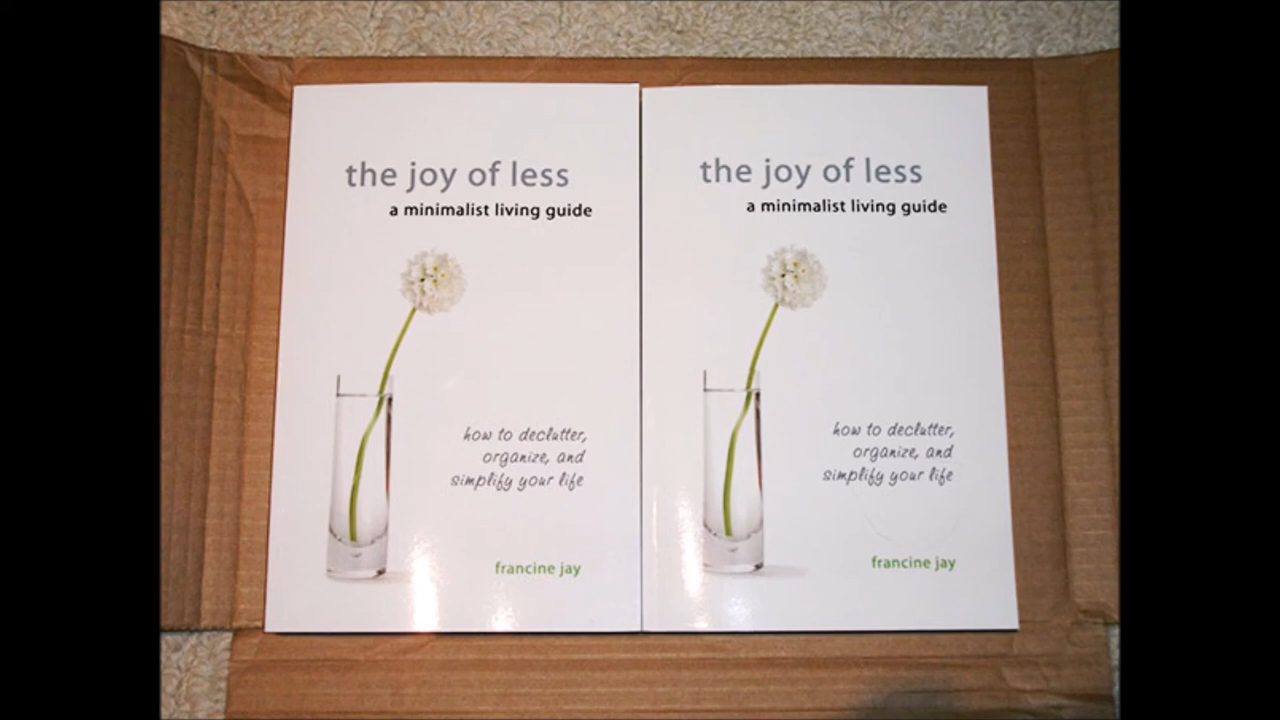 the joy of less
a minimalist living guide
how to declutter,
organize, and
simplify your life
francine jay
the joy of less
a minimalist living guide
how to declutter,
organize, and
simplify your life
francine jay